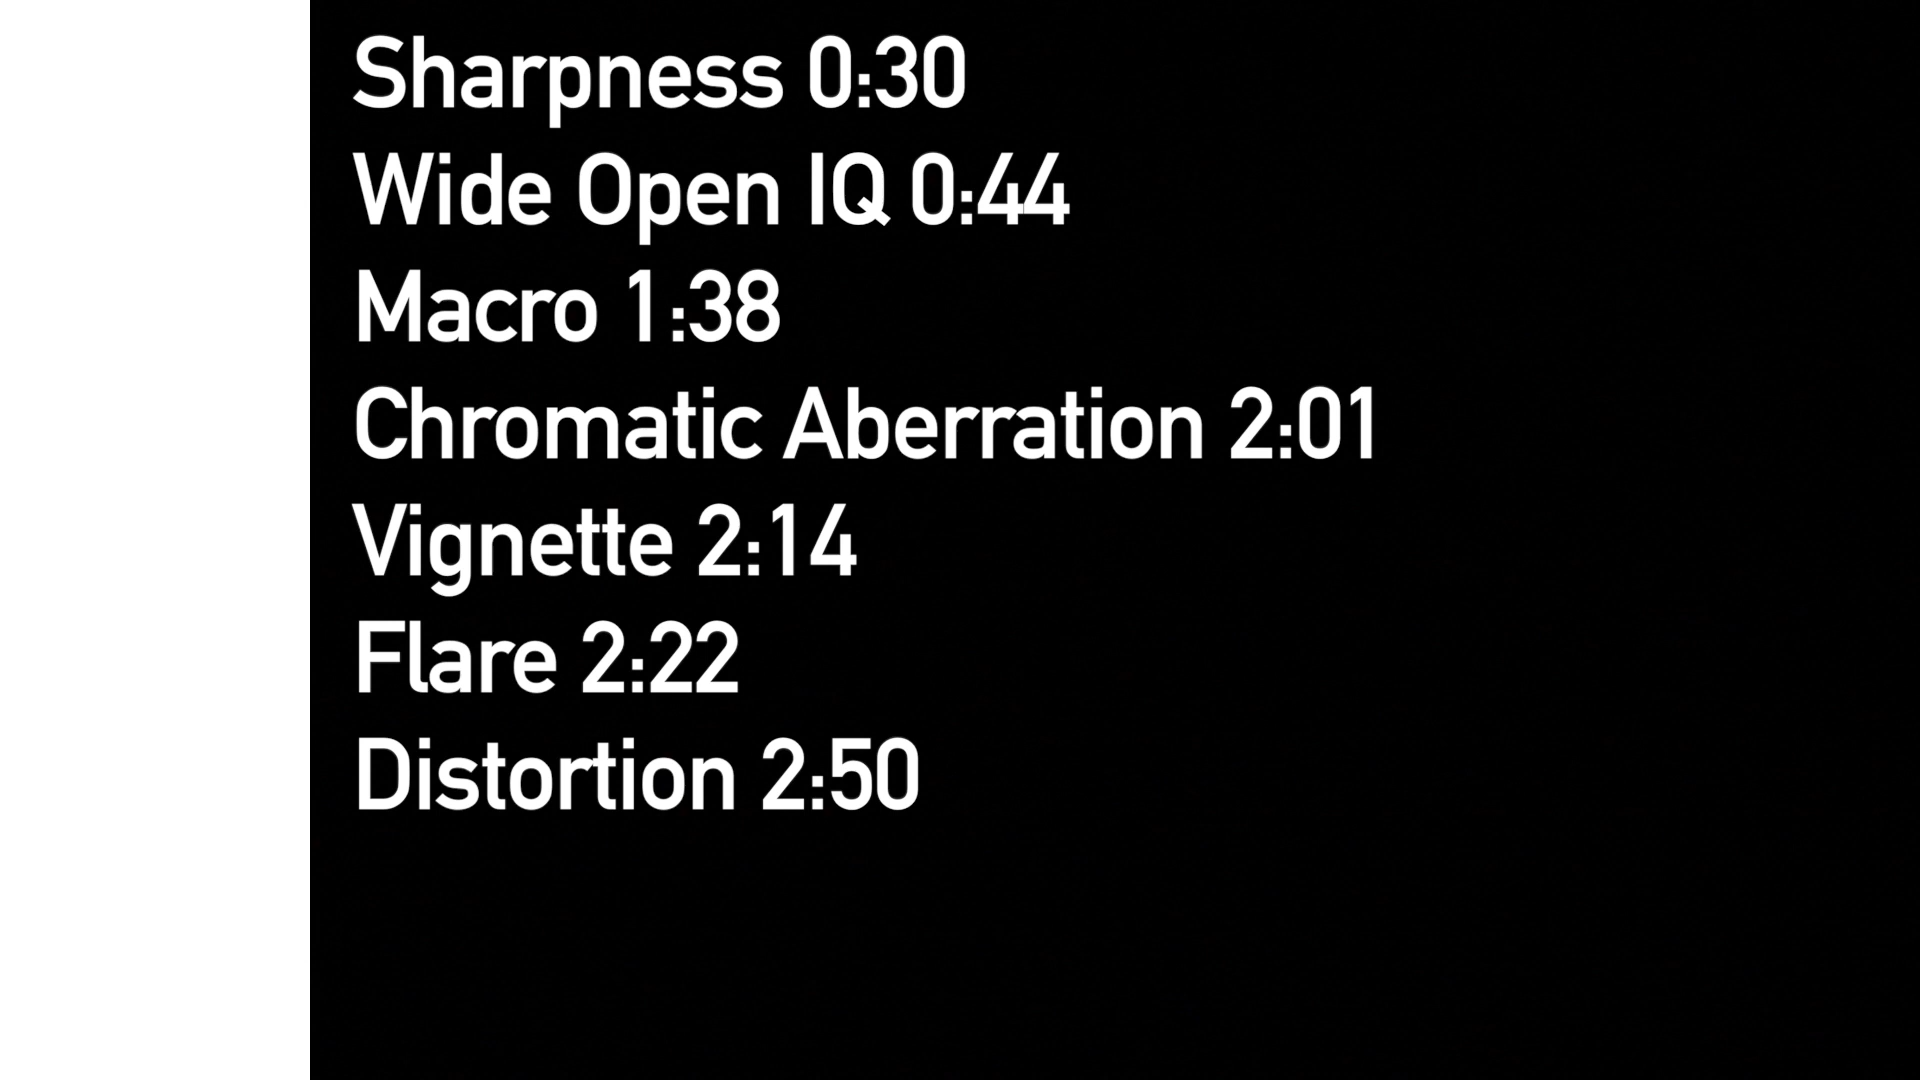 Sharpness 0:30
Wide Open IQ 0:44
Macro 1:38
Chromatic Aberration 2:01
Vignette 2:14
Flare 2:22
Distortion 2:50